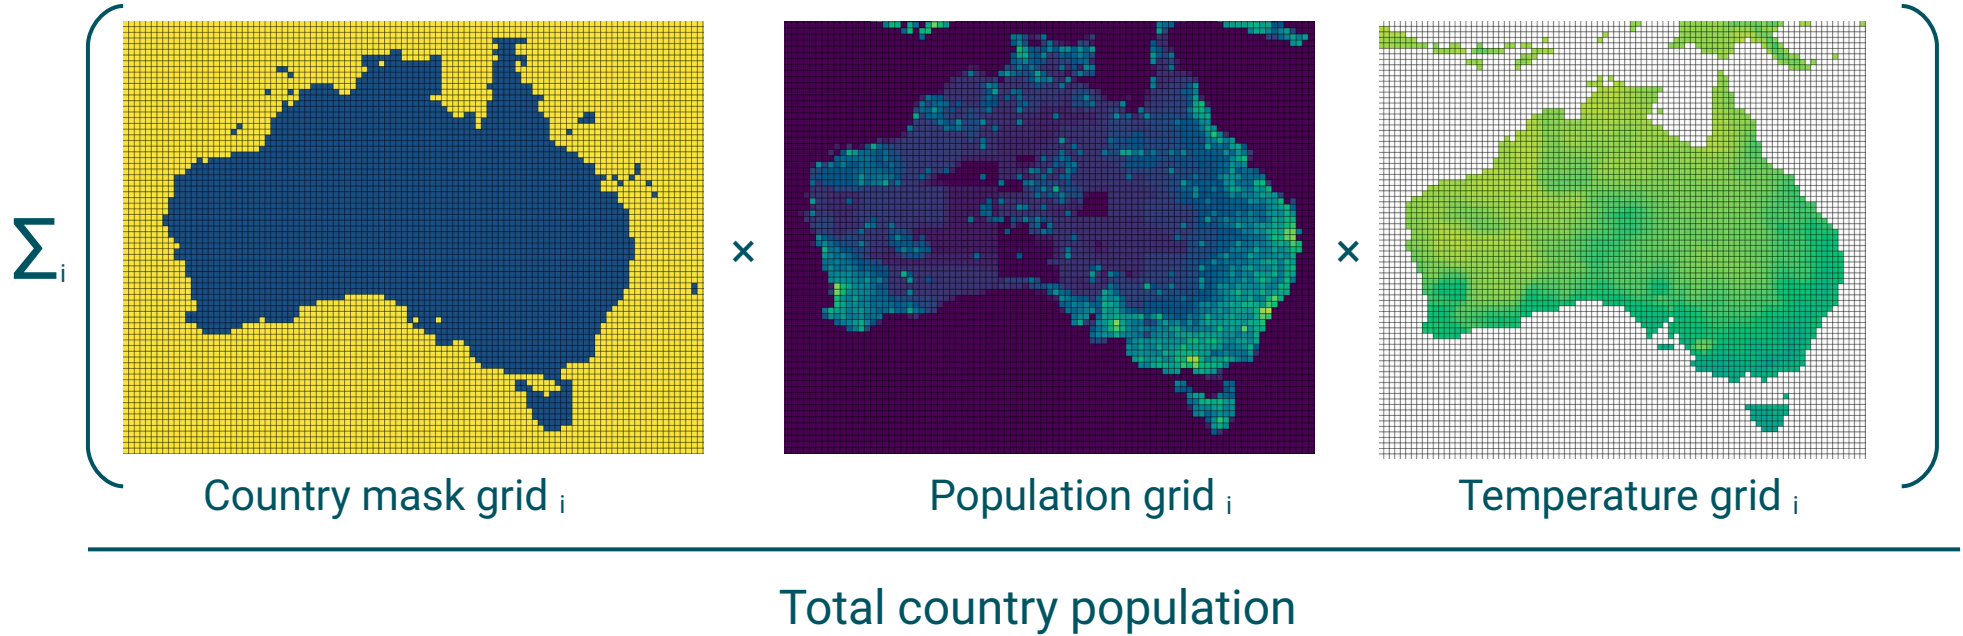 Σi
×
×
Country mask grid i
Population grid i
Temperature grid i
Total country population